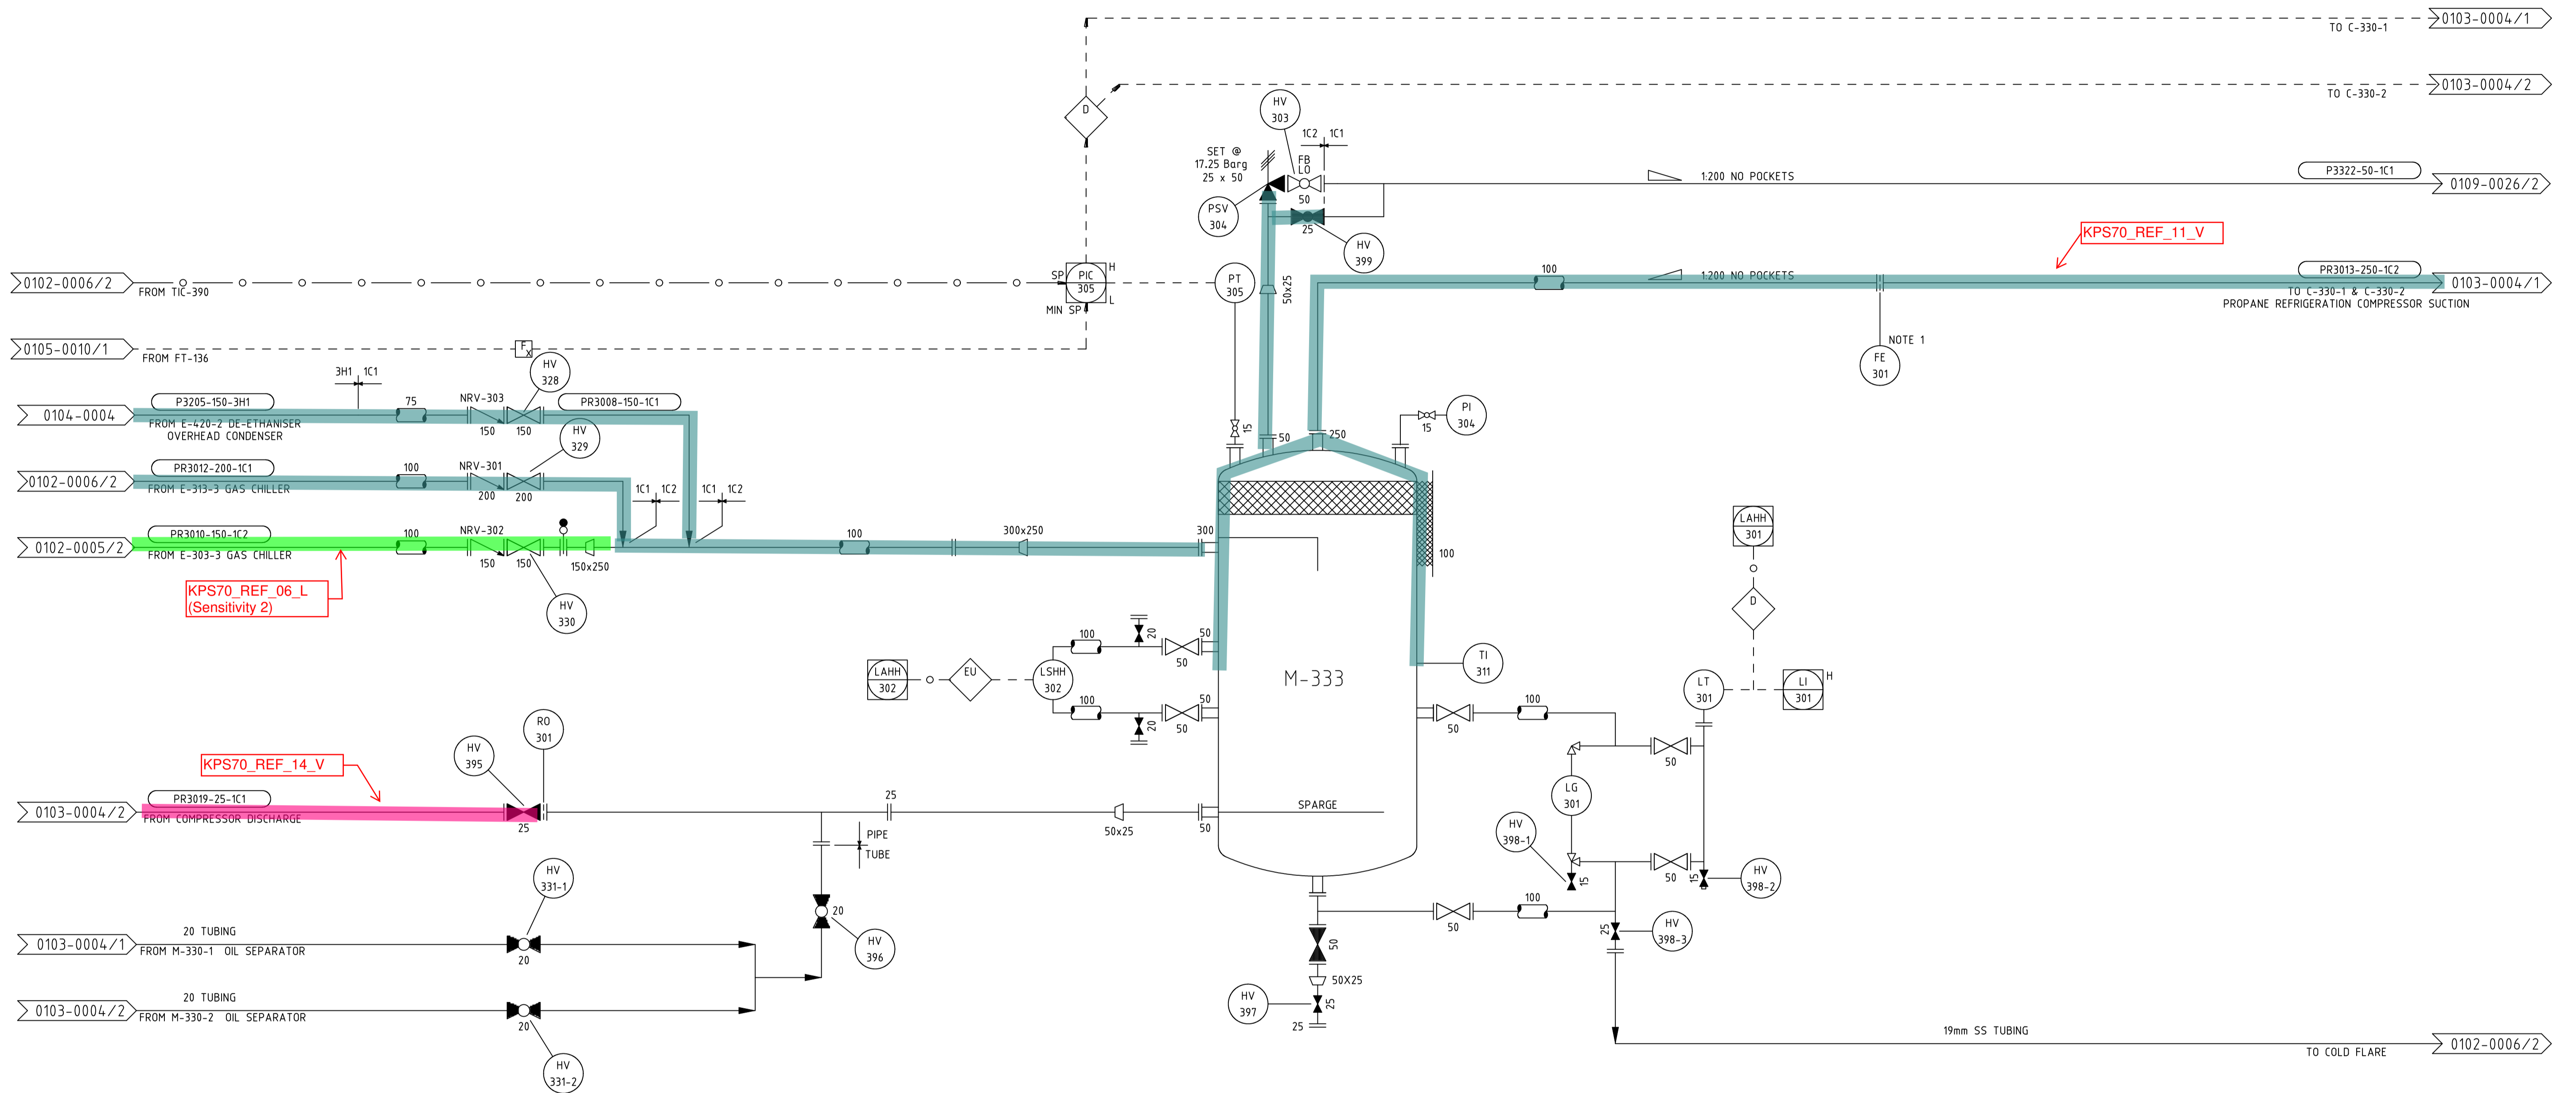 0103-0004/1
TO C-330-1
D
0103-0004/2
TO C-330-2
HV
303
1C2 1C1
SET @
17.25 Barg
25 x 50
FB
LO
50
1:200 NO POCKETS
P3322-50-1C1
0109-0026/2
PSV
304
25
HV
399
KPS70_REF_11_V
0102-0006/2
FROM TIC-390
SP
PIC
305
H
L
MIN SP
PT
305
50x25
100
1:200 NO POCKETS
PR3013-250-1C2
0103-0004/1
TO C-330-1 & C-330-2
PROPANE REFRIGERATION COMPRESSOR SUCTION
0105-0010/1
FROM FT-136
F
X
NOTE 1
FE
301
3H1 1C1
HV
328
P3205-150-3H1
75
NRV-303
PR3008-150-1C1
0104-0004
FROM E-420-2 DE-ETHANISER
OVERHEAD CONDENSER
150
150
HV
329
15
50
250
15
PI
304
PR3012-200-1C1
100
NRV-301
0102-0006/2
FROM E-313-3 GAS CHILLER
200
200
1C1 1C2
1C1 1C2
PR3010-150-1C2
100
NRV-302
0102-0005/2
FROM E-303-3 GAS CHILLER
150
150
150x250
100
300x250
300
100
LAHH
301
KPS70_REF_06_L
(Sensitivity 2)
HV
330
D
100
20
50
50
LAHH
302
EU
LSHH
302
M-333
TI
311
100
20
50
50
50
100
LT
301
LI
301
H
RO
301
HV
395
KPS70_REF_14_V
50
LG
301
PR3019-25-1C1
0103-0004/2
FROM COMPRESSOR DISCHARGE
25
25
50x25
50
SPARGE
PIPE
TUBE
HV
398-1
15
50
15
HV
398-2
HV
331-1
20
HV
396
100
50
25
HV
398-3
20 TUBING
0103-0004/1
FROM M-330-1 OIL SEPARATOR
20
50
50X25
20 TUBING
0103-0004/2
FROM M-330-2 OIL SEPARATOR
20
HV
397
25
25
HV
331-2
19mm SS TUBING
0102-0006/2
TO COLD FLARE